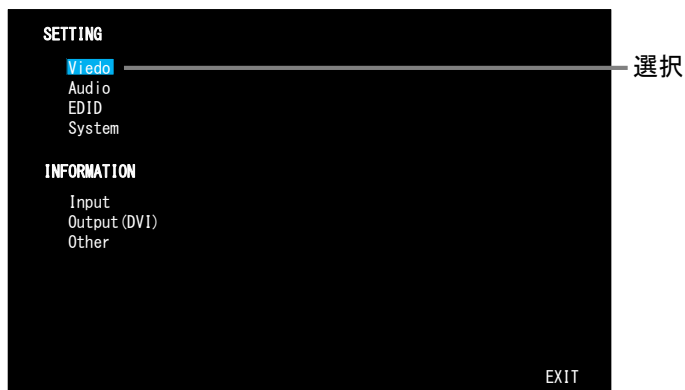 SETTING
Viedo
選択
Audio
EDID
System
INFORMATION
Input
Output(DVI)
Other
EXIT